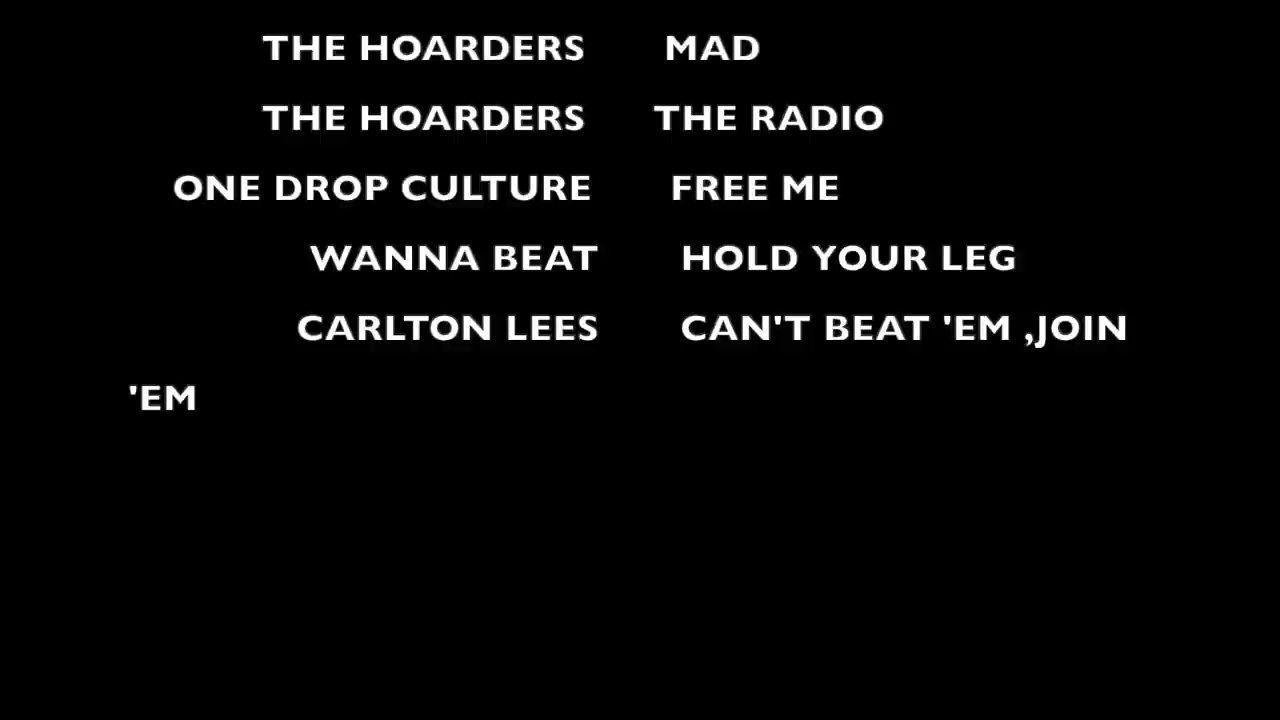 THE HOARDERS MAD
THE HOARDERS THE RADIO
ONE DROP CULTURE FREE ME
WANNA BEAT HOLD YOUR LEG
CARLTON LEES CAN'T BEAT 'EM ,JOIN
'EM